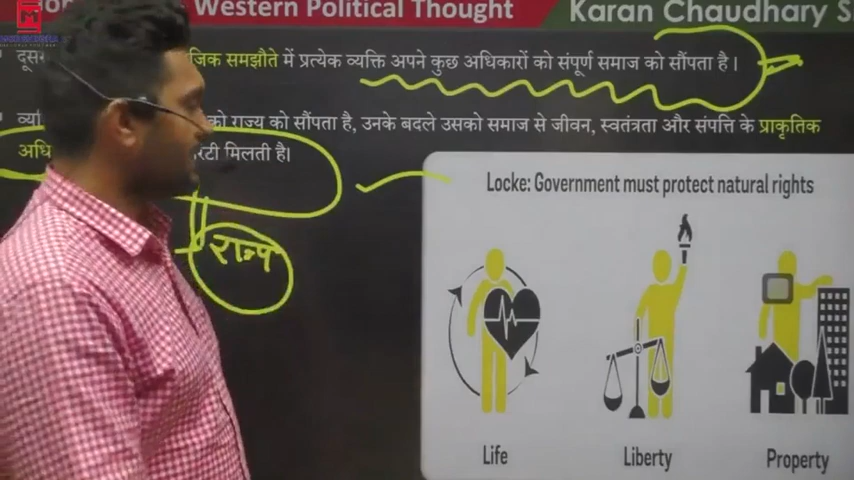 Western Political Thought
Karan Chaudhary S
दूस
जिक समझौते में प्रत्येक व्यक्ति अपने कुछ अधिकारों को संपूर्ण समाज को सौंपता है।
व्य
को राज्य को सौंपता है, उनके बदले उसको समाज से जीवन, स्वतंत्रता और संपत्ति के प्राकृतिक
अधि
रंटी मिलती है।
Locke: Government must protect natural rights
राज्य
Life
Liberty
Property